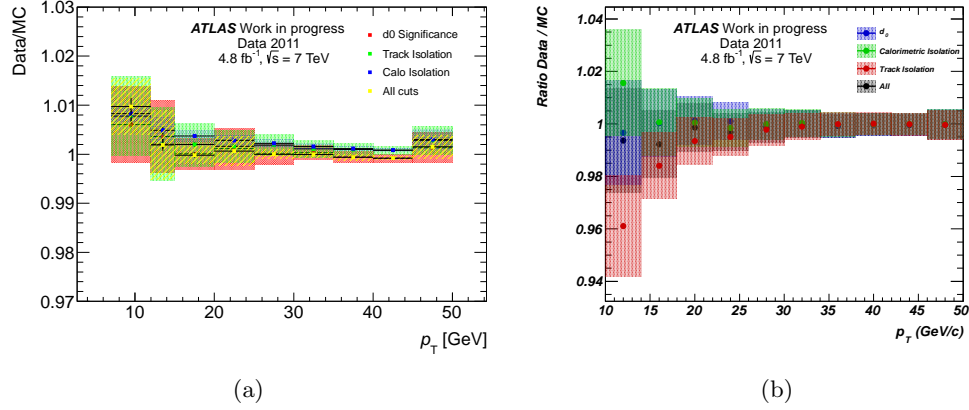 Data/MC
1.03
1.02
1.01
1
0.99
0.98
0.97
ATLAS Work in progress
Data 2011
4.8 fb⁻¹, √s = 7 TeV
d0 Significance
Track Isolation
Calo Isolation
All cuts
10 20 30 40 50
p_T [GeV]
(a)
Ratio Data / MC
1.04
1.02
1
0.98
0.96
0.94
ATLAS Work in progress
Data 2011
4.8 fb⁻¹, √s = 7 TeV
d₀
Calorimetric Isolation
Track Isolation
All
10 15 20 25 30 35 40 45 50
p_T (GeV/c)
(b)